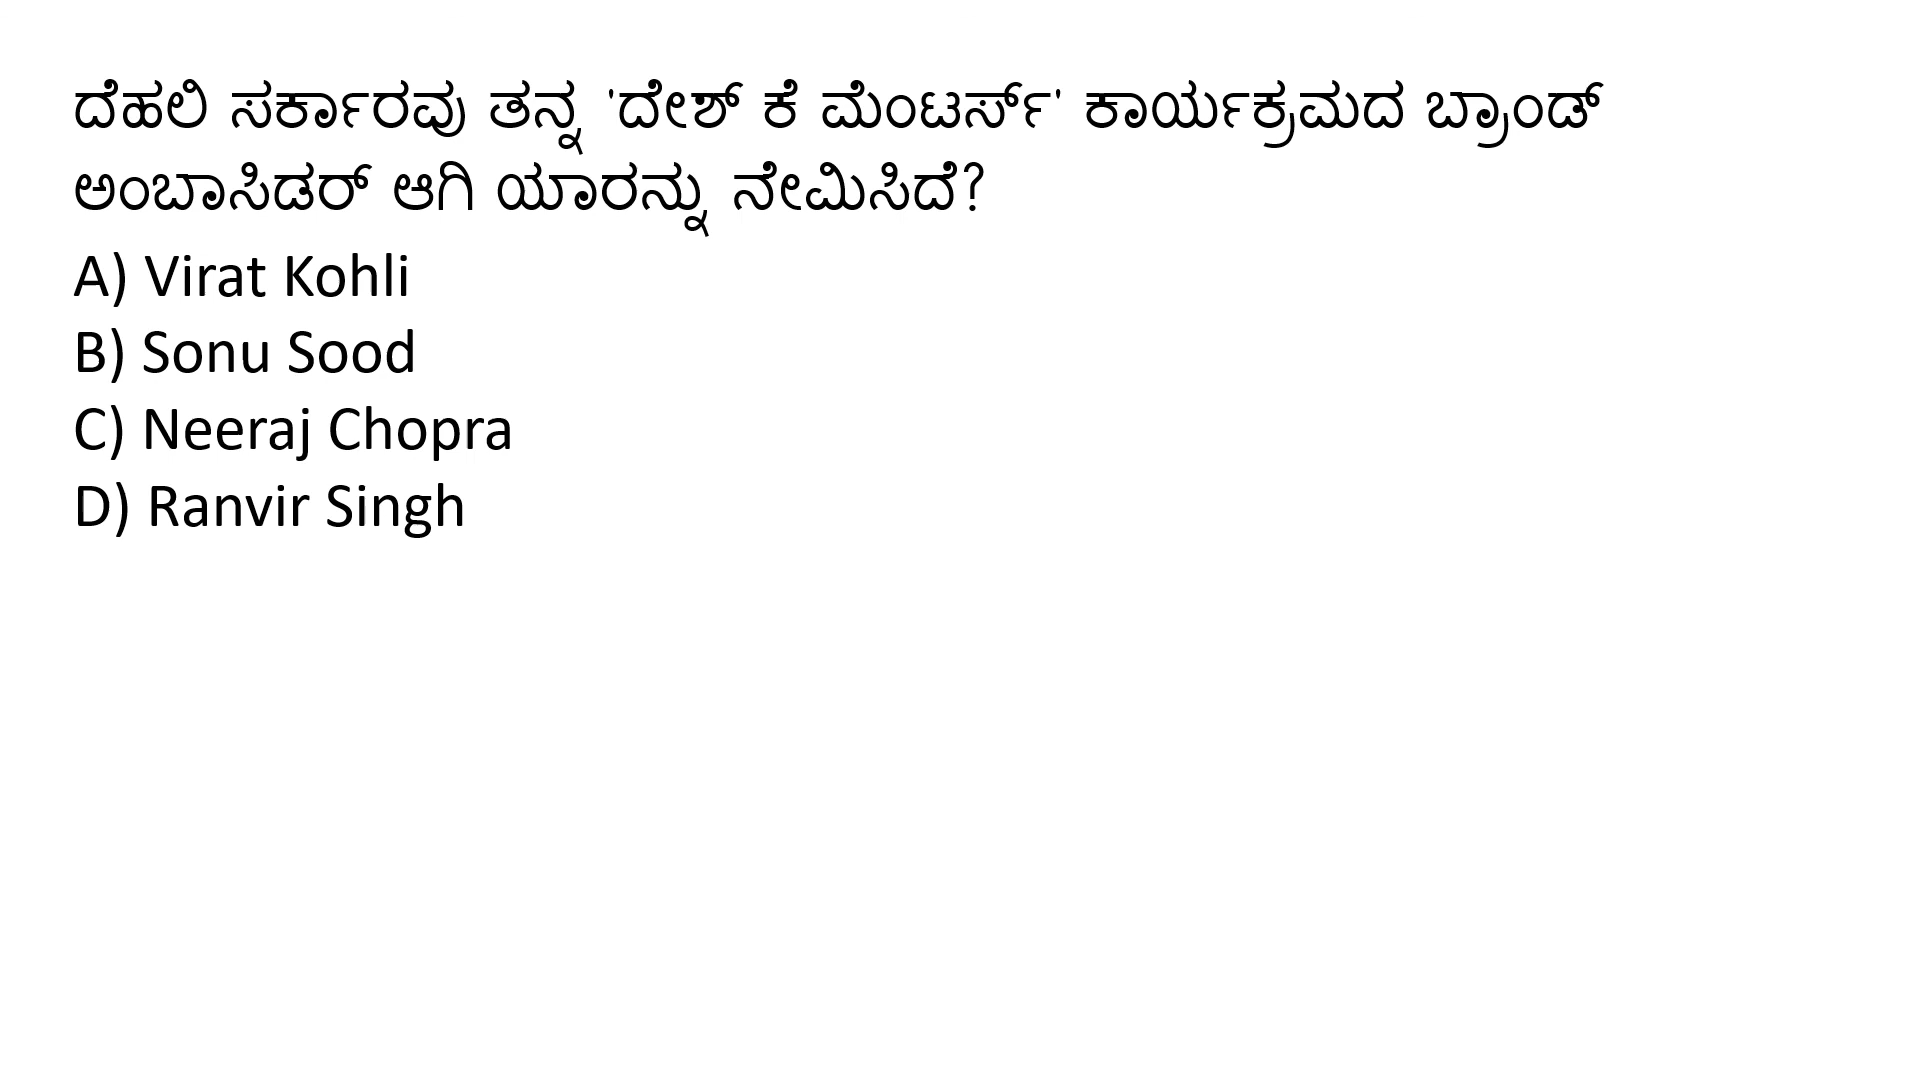 ದೆಹಲಿ ಸರ್ಕಾರವು ತನ್ನ 'ದೇಶ್ ಕೆ ಮೆಂಟರ್ಸ್' ಕಾರ್ಯಕ್ರಮದ ಬ್ರಾಂಡ್
ಅಂಬಾಸಿಡರ್ ಆಗಿ ಯಾರನ್ನು ನೇಮಿಸಿದೆ?
A) Virat Kohli
B) Sonu Sood
C) Neeraj Chopra
D) Ranvir Singh